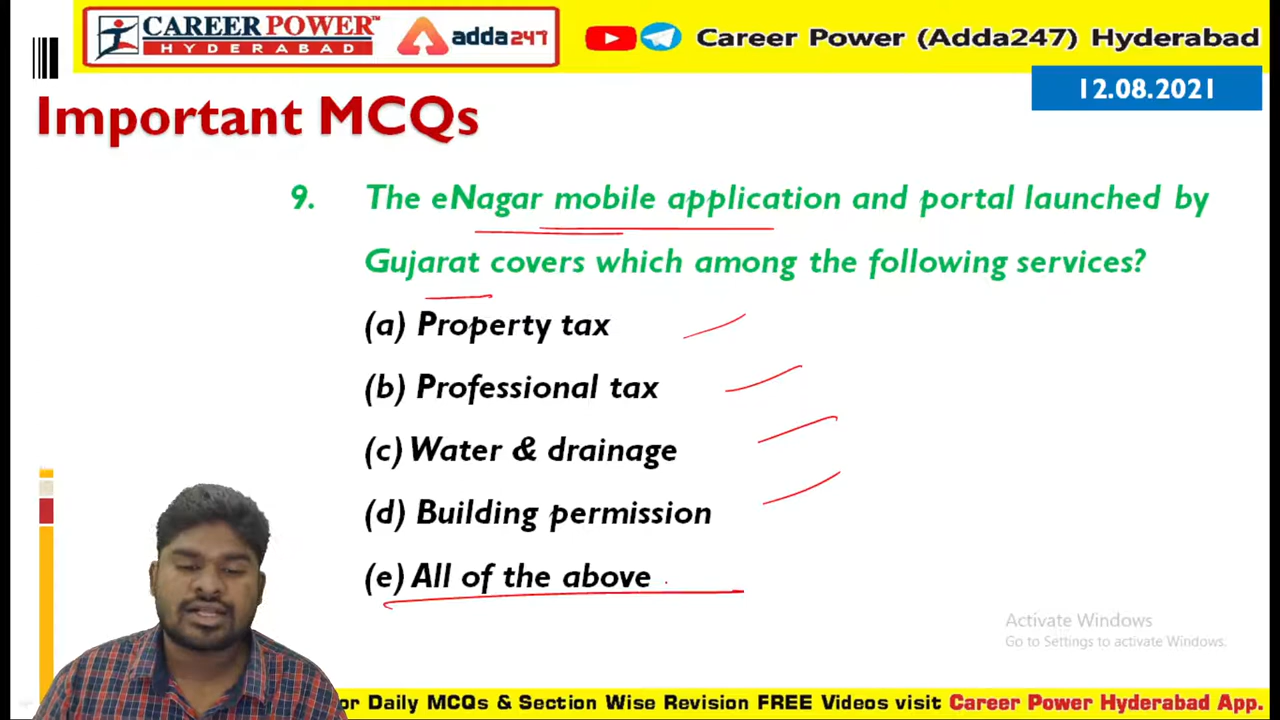 CAREER POWER™
HYDERABAD
adda247
Career Power (Adda247) Hyderabad
12.08.2021
Important MCQs
9. The eNagar mobile application and portal launched by
Gujarat covers which among the following services?
(a) Property tax
(b) Professional tax
(c) Water & drainage
(d) Building permission
(e) All of the above
Activate Windows
Go to Settings to activate Windows.
or Daily MCQs & Section Wise Revision FREE Videos visit Career Power Hyderabad App.